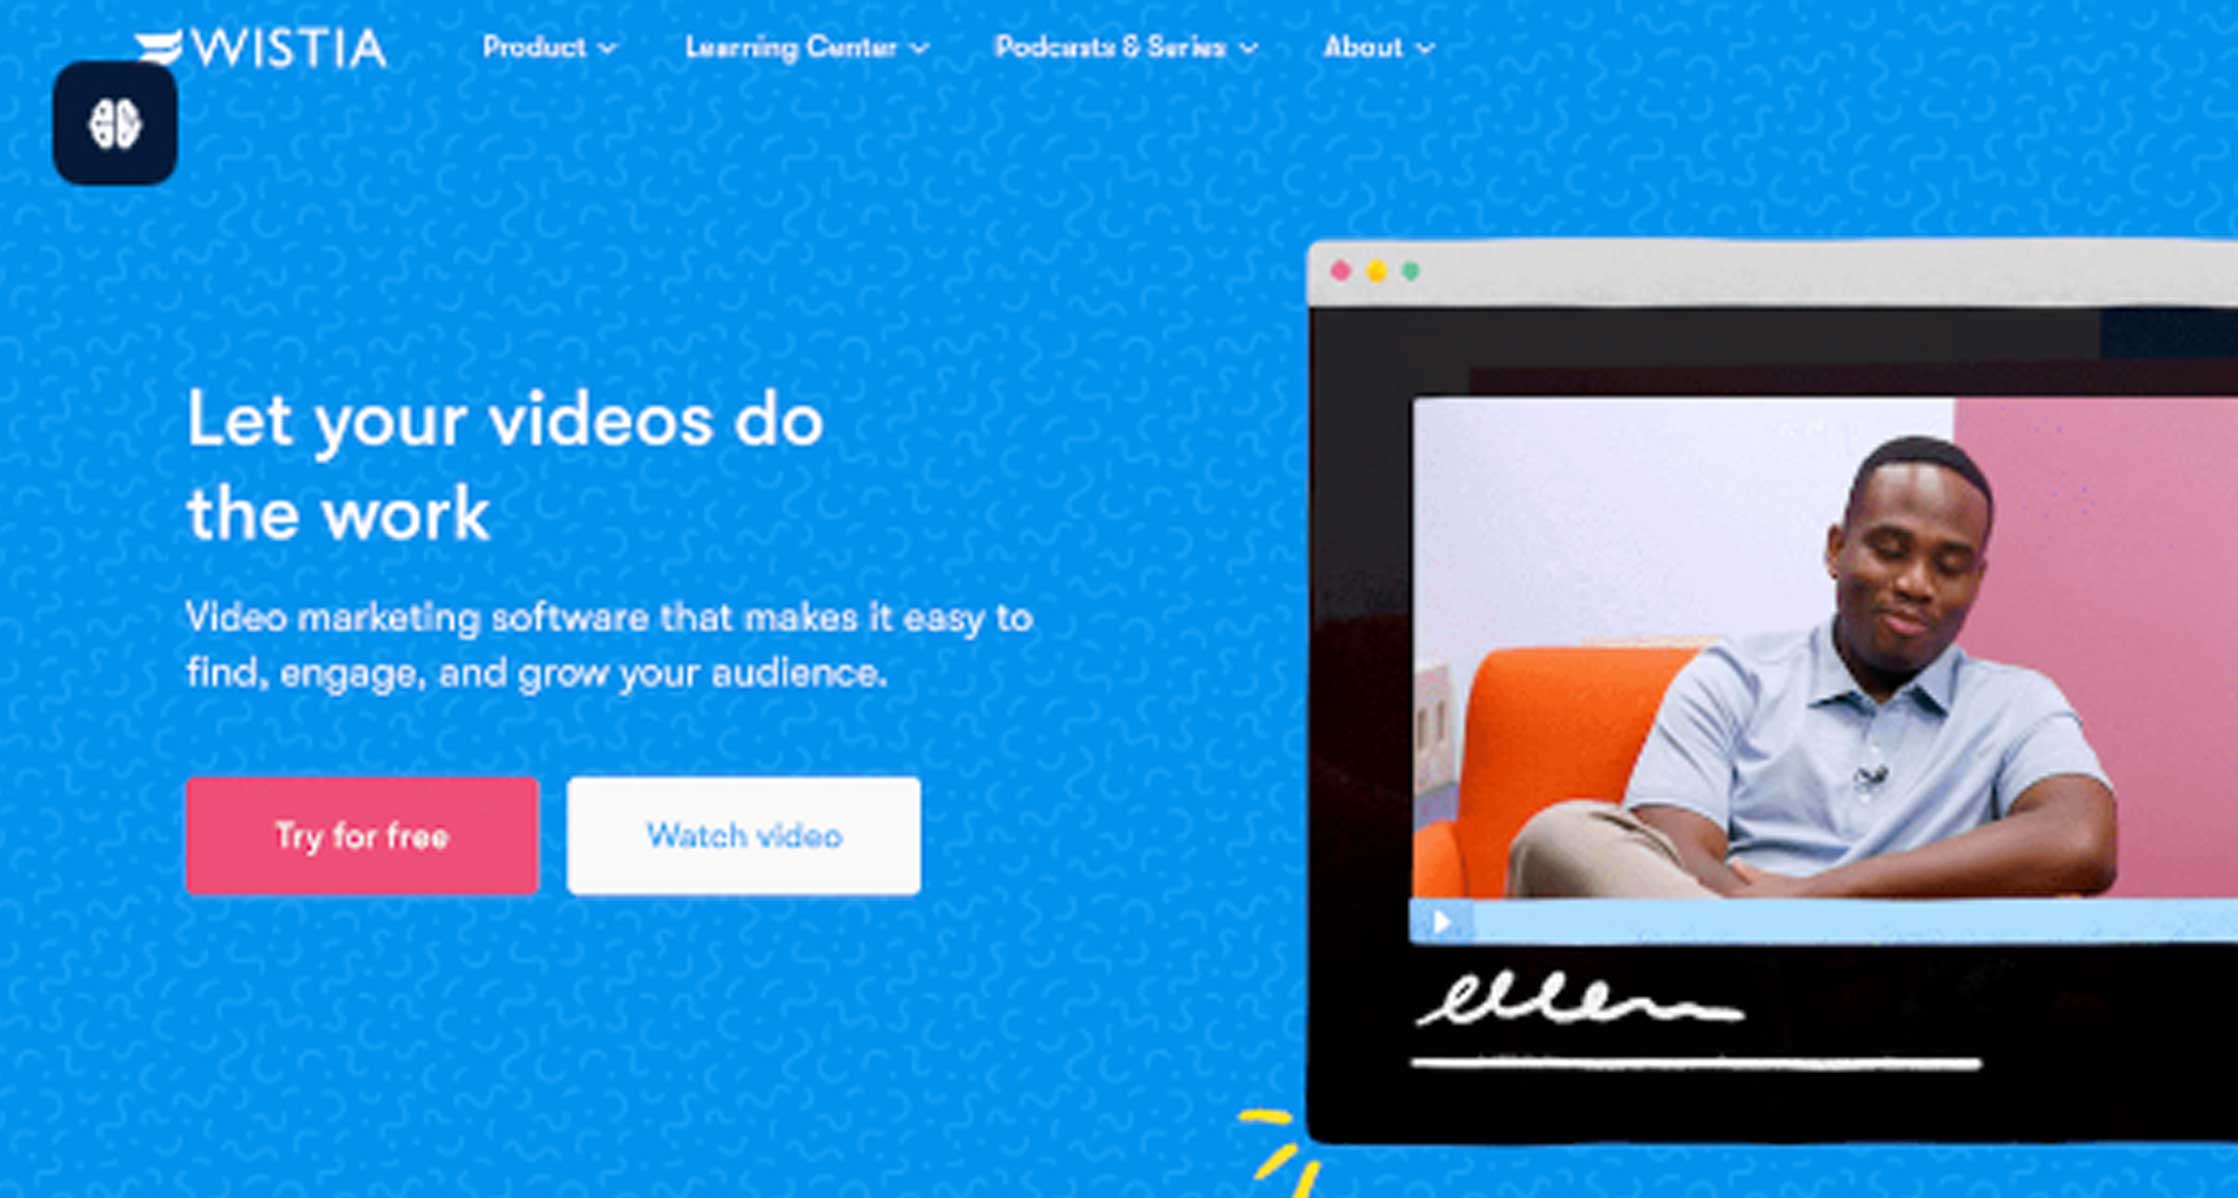 WISTIA
Product
Learning Center
Podcasts & Series
About
Let your videos do
the work
Video marketing software that makes it easy to
find, engage, and grow your audience.
Try for free
Watch video